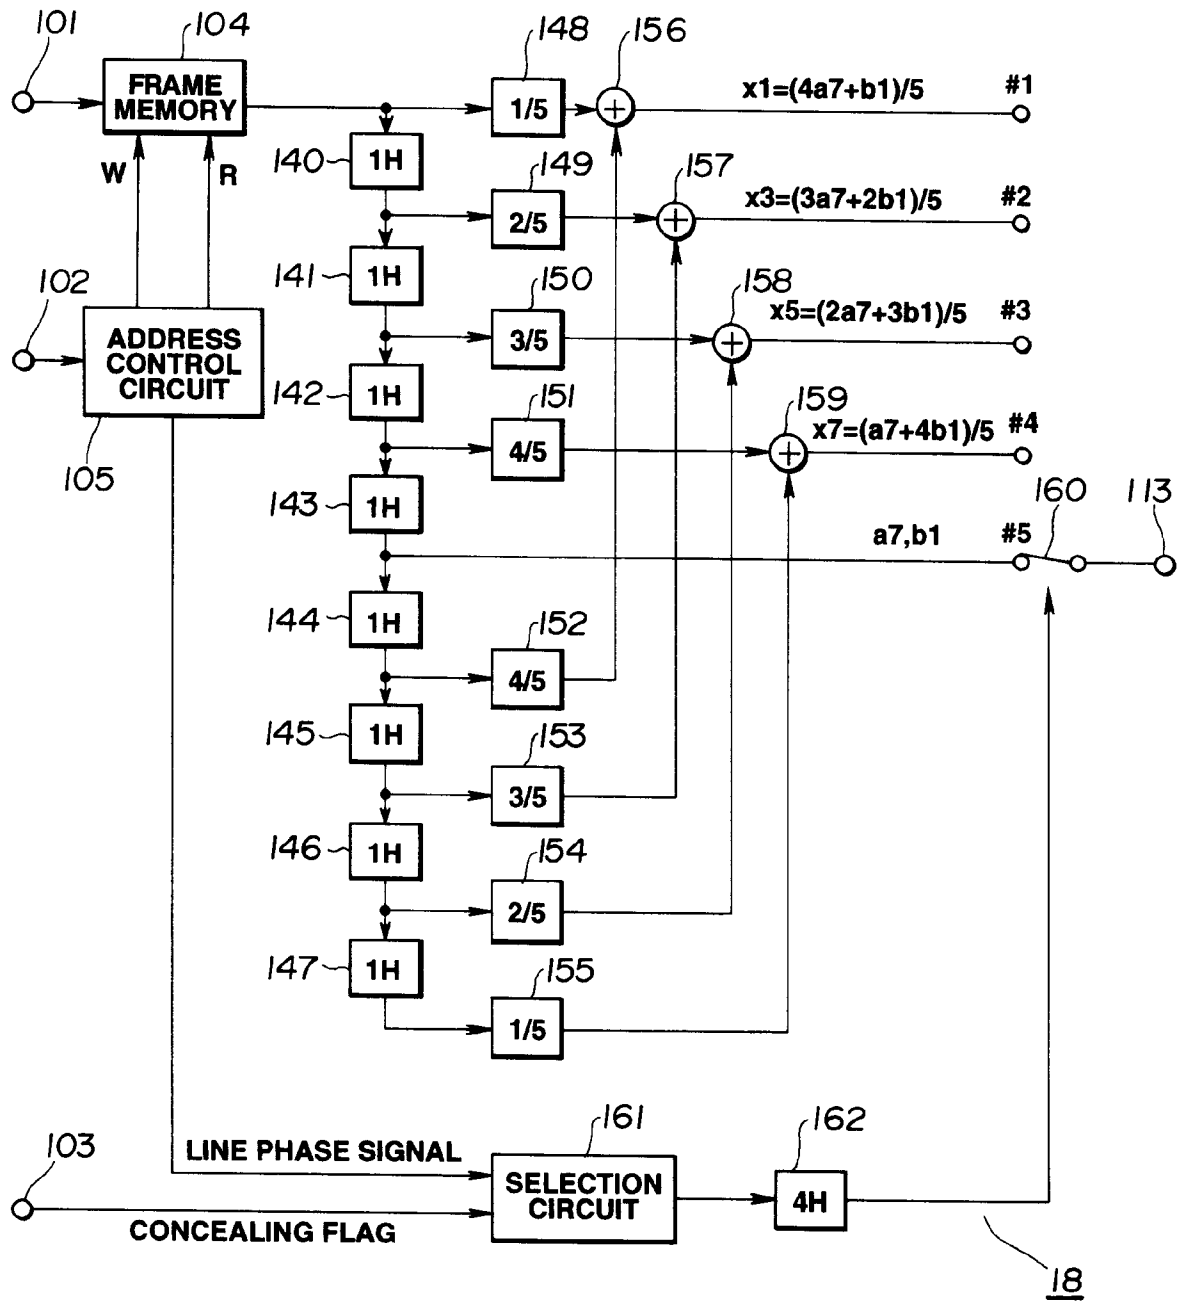 101
104
148
156
FRAME
MEMORY
1/5
+
x1=(4a7+b1)/5
#1
W
R
140
1H
149
2/5
157
+
x3=(3a7+2b1)/5
#2
102
141
1H
150
3/5
158
+
x5=(2a7+3b1)/5
#3
ADDRESS
CONTROL
CIRCUIT
105
142
1H
151
4/5
159
+
x7=(a7+4b1)/5
#4
143
1H
a7,b1
#5
160
113
144
1H
152
4/5
145
1H
153
3/5
146
1H
154
2/5
147
1H
155
1/5
103
LINE PHASE SIGNAL
CONCEALING FLAG
161
SELECTION
CIRCUIT
162
4H
18